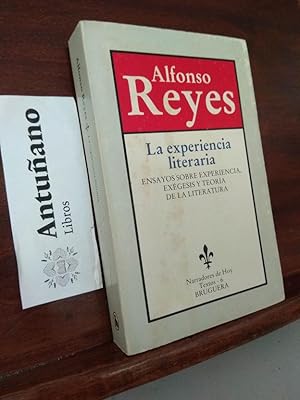 Antuñano
Libros
Alfonso
Reyes
La experiencia
literaria
ENSAYOS SOBRE EXPERIENCIA,
EXÉGESIS Y TEORÍA
DE LA LITERATURA
Narradores de Hoy
Textos - 6
BRUGUERA